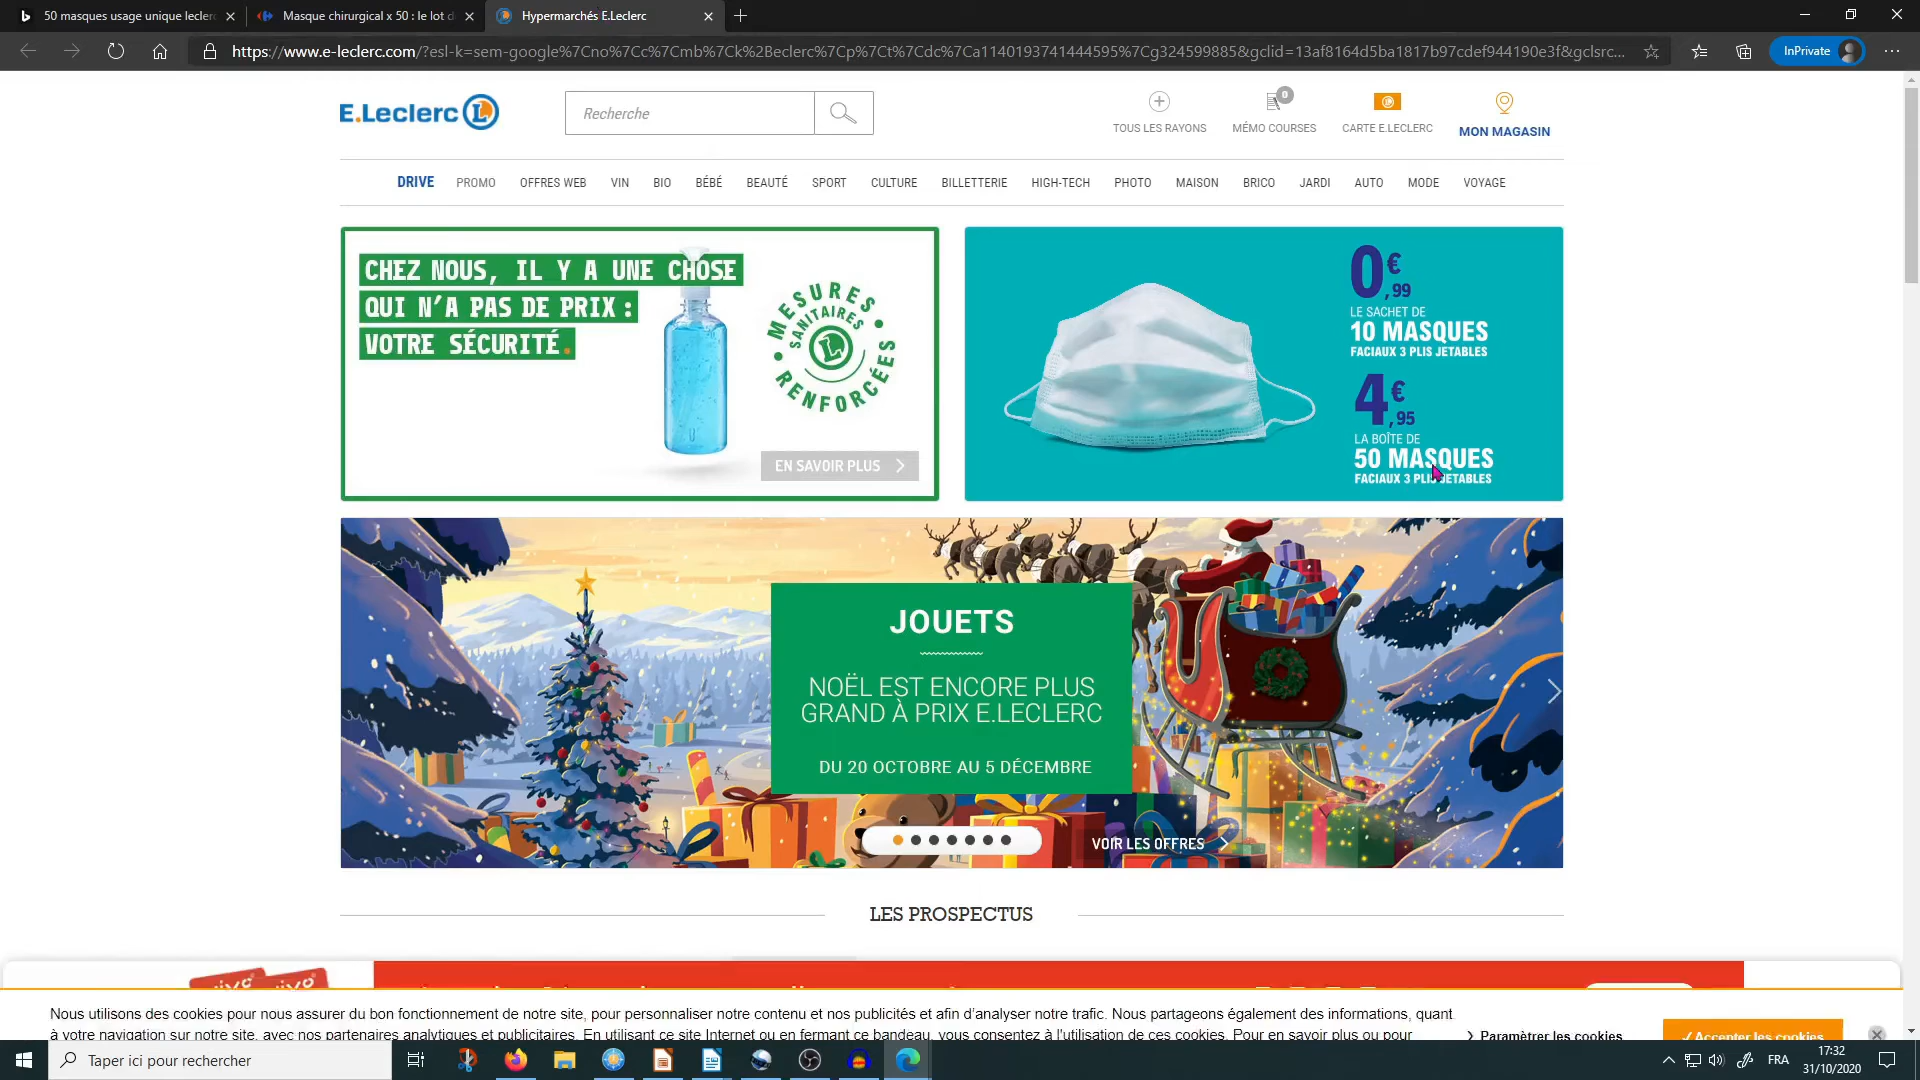 50 masques usage unique lecler
Masque chirurgical x 50 : le lot d
Hypermarchés E.Leclerc
https://www.e-leclerc.com/?esl-k=sem-google%7Cno%7Cc%7Cmb%7Ck%2Beclerc%7Cp%7Ct%7Cdc%7Ca1140193741444595%7Cg324599885&gclid=13af8164d5ba1817b97cdef944190e3f&gclsrc...
InPrivate
E.Leclerc L
Recherche
TOUS LES RAYONS
0
MÉMO COURSES
CARTE E.LECLERC
MON MAGASIN
DRIVE PROMO OFFRES WEB VIN BIO BÉBÉ BEAUTÉ SPORT CULTURE BILLETTERIE HIGH-TECH PHOTO MAISON BRICO JARDI AUTO MODE VOYAGE
CHEZ NOUS, IL Y A UNE CHOSE
QUI N'A PAS DE PRIX :
VOTRE SÉCURITÉ.
MESURES
SANITAIRES
RENFORCÉES
EN SAVOIR PLUS
0€,99
LE SACHET DE
10 MASQUES
FACIAUX 3 PLIS JETABLES
4€,95
LA BOÎTE DE
50 MASQUES
FACIAUX 3 PLIS JETABLES
JOUETS
NOËL EST ENCORE PLUS
GRAND À PRIX E.LECLERC
DU 20 OCTOBRE AU 5 DÉCEMBRE
VOIR LES OFFRES
LES PROSPECTUS
Nous utilisons des cookies pour nous assurer du bon fonctionnement de notre site, pour personnaliser notre contenu et nos publicités et afin d'analyser notre trafic. Nous partageons également des informations, quant
à votre navigation sur notre site, avec nos partenaires analytiques et publicitaires. En utilisant ce site Internet ou en fermant ce bandeau, vous consentez à l'utilisation de ces cookies. Pour en savoir plus ou pour
Paramètrer les cookies
✓Accepter les cookies
Taper ici pour rechercher
FRA
17:32
31/10/2020